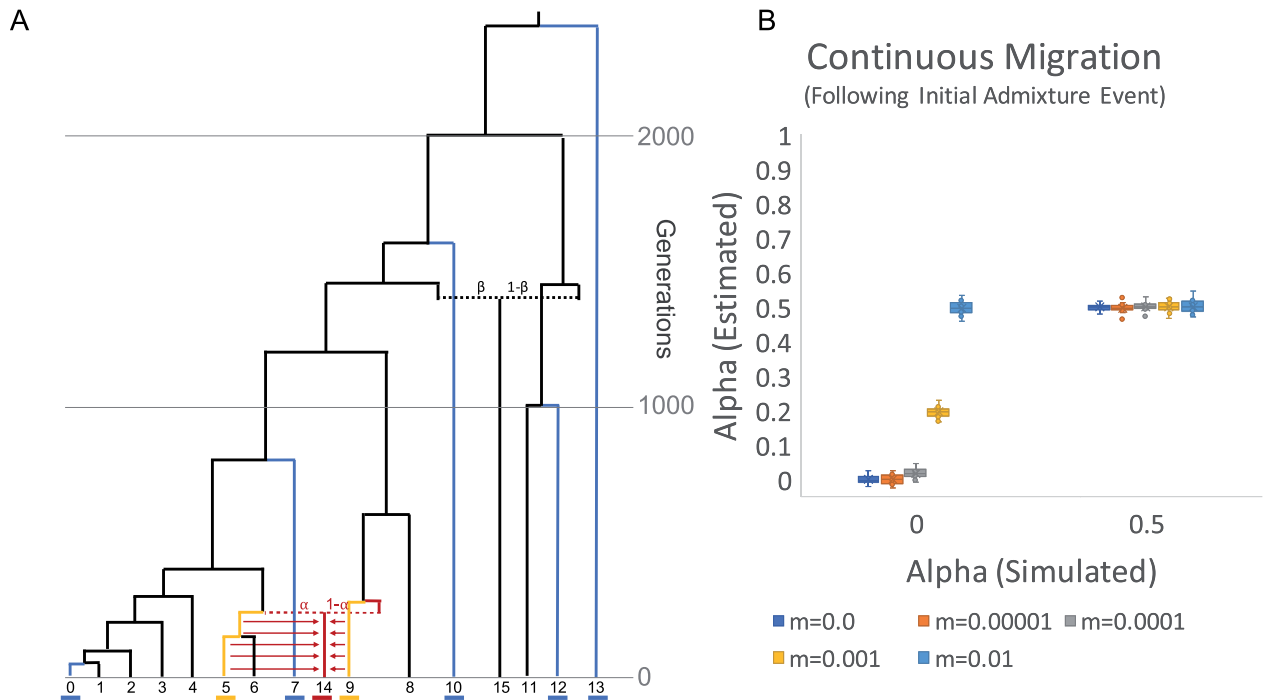 A
2000
β 1-β
Generations
1000
α 1-α
0
0 1 2 3 4 5 6 7 14 9 8 10 15 11 12 13
B
Continuous Migration
(Following Initial Admixture Event)
Alpha (Estimated)
1
0.9
0.8
0.7
0.6
0.5
0.4
0.3
0.2
0.1
0
0 0.5
Alpha (Simulated)
m=0.0 m=0.00001 m=0.0001
m=0.001 m=0.01